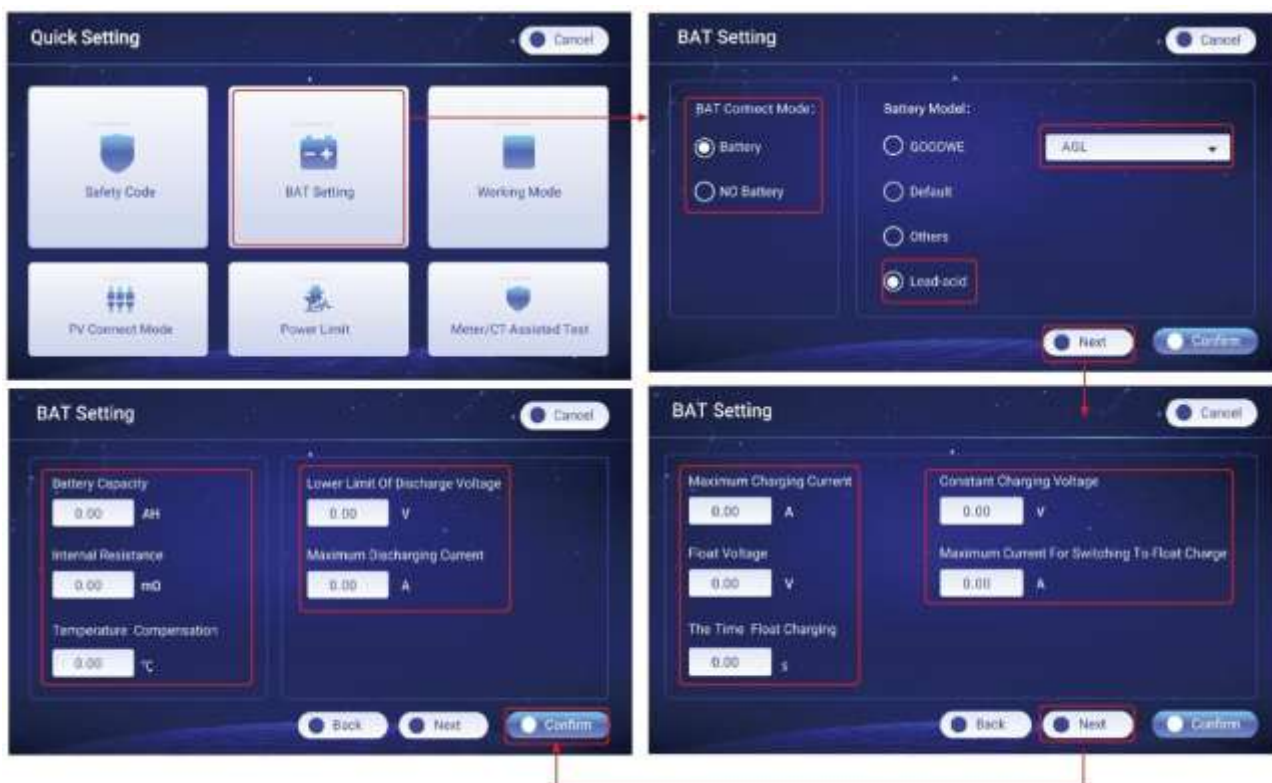 Quick Setting
Cancel
Safety Code
BAT Setting
Working Mode
PV Connect Mode
Power Limit
Meter/CT-Assisted Test
BAT Setting
Cancel
BAT Connect Mode:
Battery
NO Battery
Battery Model:
GOODWE
AGL
Default
Others
Lead-acid
Next
Confirm
BAT Setting
Cancel
Maximum Charging Current
0.00 A
Float Voltage
0.00 V
The Time Float Charging
0.00 s
Constant Charging Voltage
0.00 V
Maximum Current For Switching To Float Charge
0.00 A
Back
Next
Confirm
BAT Setting
Cancel
Battery Capacity
0.00 AH
Internal Resistance
0.00 mΩ
Temperature Compensation
0.00 ℃
Lower Limit Of Discharge Voltage
0.00 V
Maximum Discharging Current
0.00 A
Back
Next
Confirm